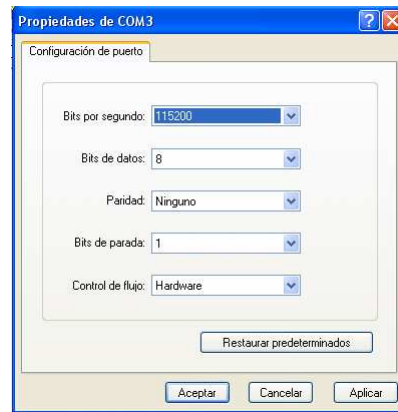 Propiedades de COM3
Configuración de puerto
Bits por segundo: 115200
Bits de datos: 8
Paridad: Ninguno
Bits de parada: 1
Control de flujo: Hardware
Restaurar predeterminados
Aceptar Cancelar Aplicar